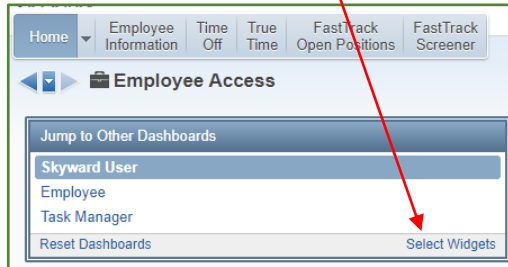 Home Employee Information Time Off True Time FastTrack Open Positions FastTrack Screener
Employee Access
Jump to Other Dashboards
Skyward User
Employee
Task Manager
Reset Dashboards Select Widgets